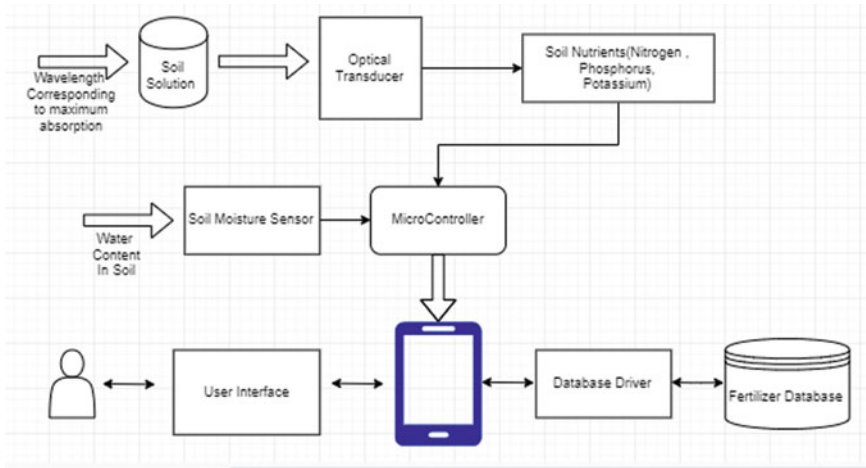 Wavelength
Corresponding
to maximum
absorption
Soil
Solution
Optical
Transducer
Soil Nutrients(Nitrogen ,
Phosphorus,
Potassium)
Water
Content
In Soil
Soil Moisture Sensor
MicroController
User Interface
Database Driver
Fertilizer Database